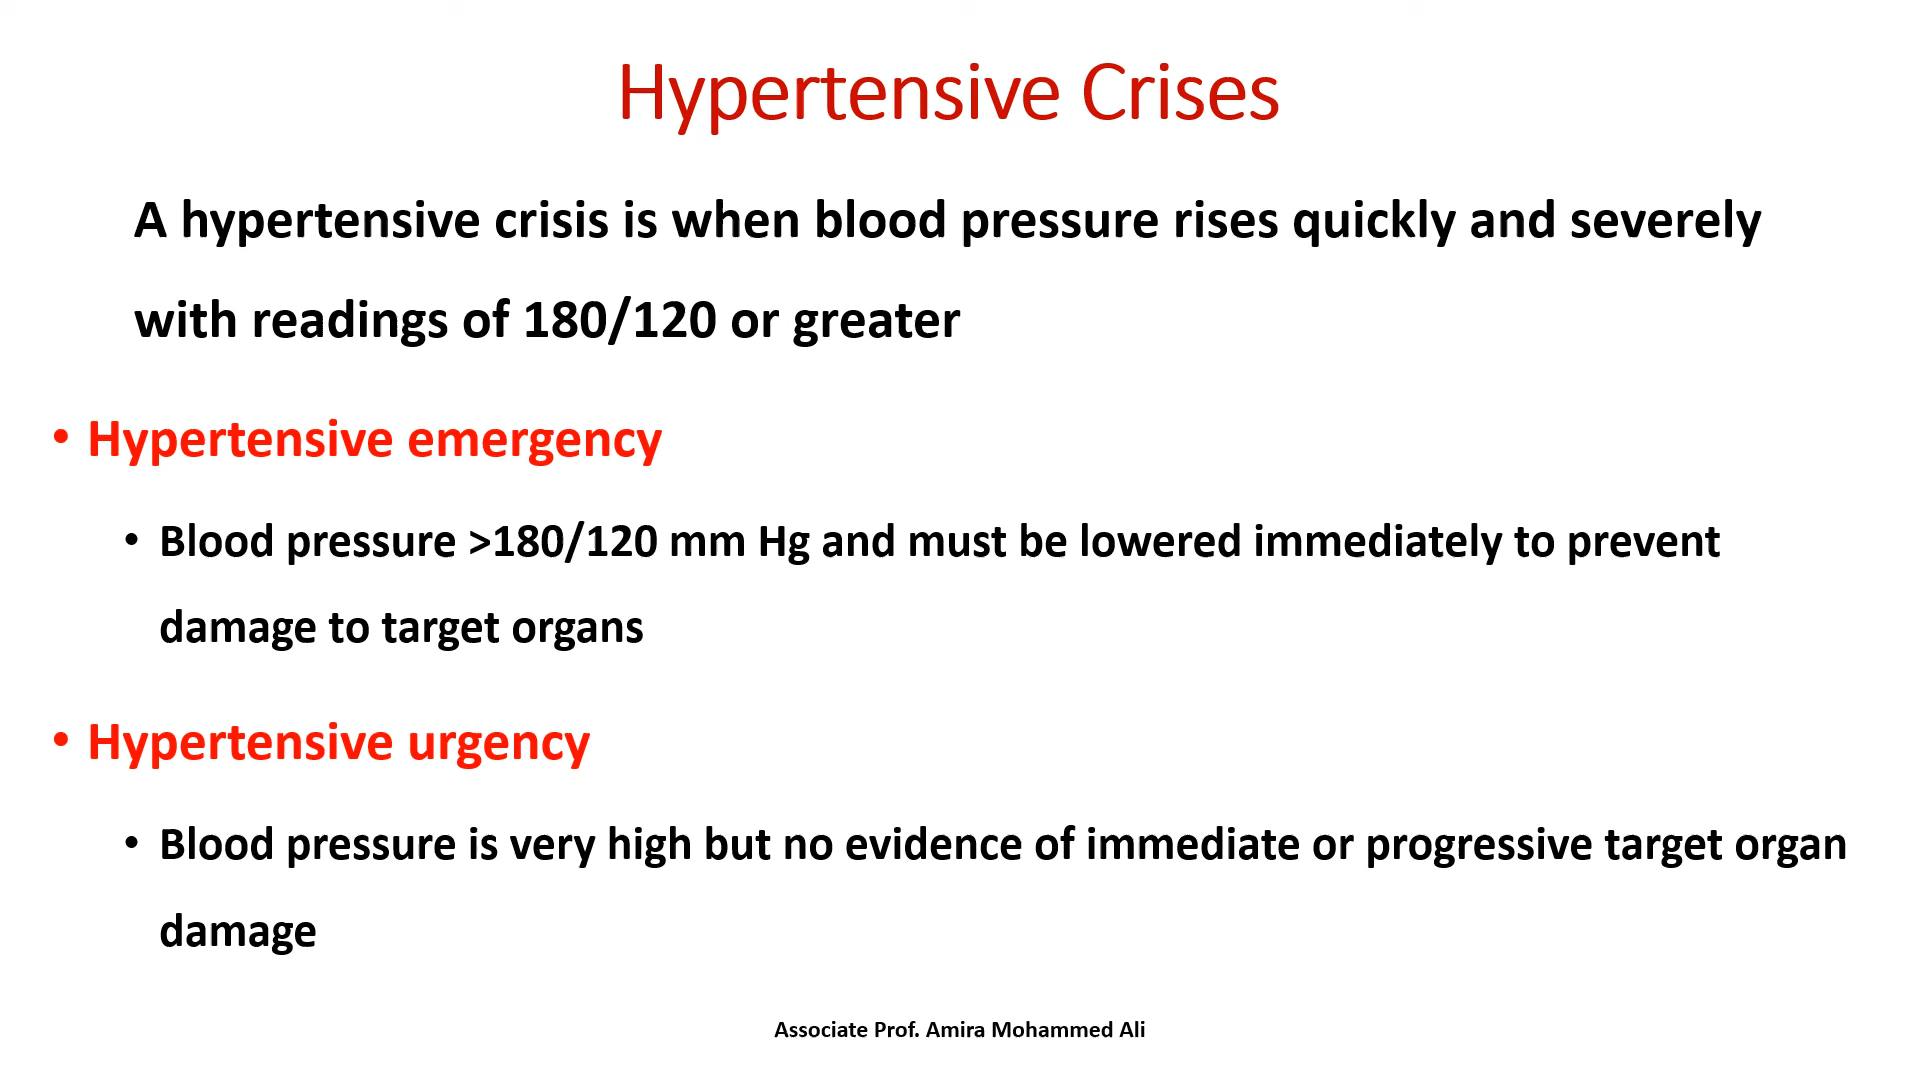 Hypertensive Crises
A hypertensive crisis is when blood pressure rises quickly and severely
with readings of 180/120 or greater
• Hypertensive emergency
• Blood pressure >180/120 mm Hg and must be lowered immediately to prevent
damage to target organs
• Hypertensive urgency
• Blood pressure is very high but no evidence of immediate or progressive target organ
damage
Associate Prof. Amira Mohammed Ali